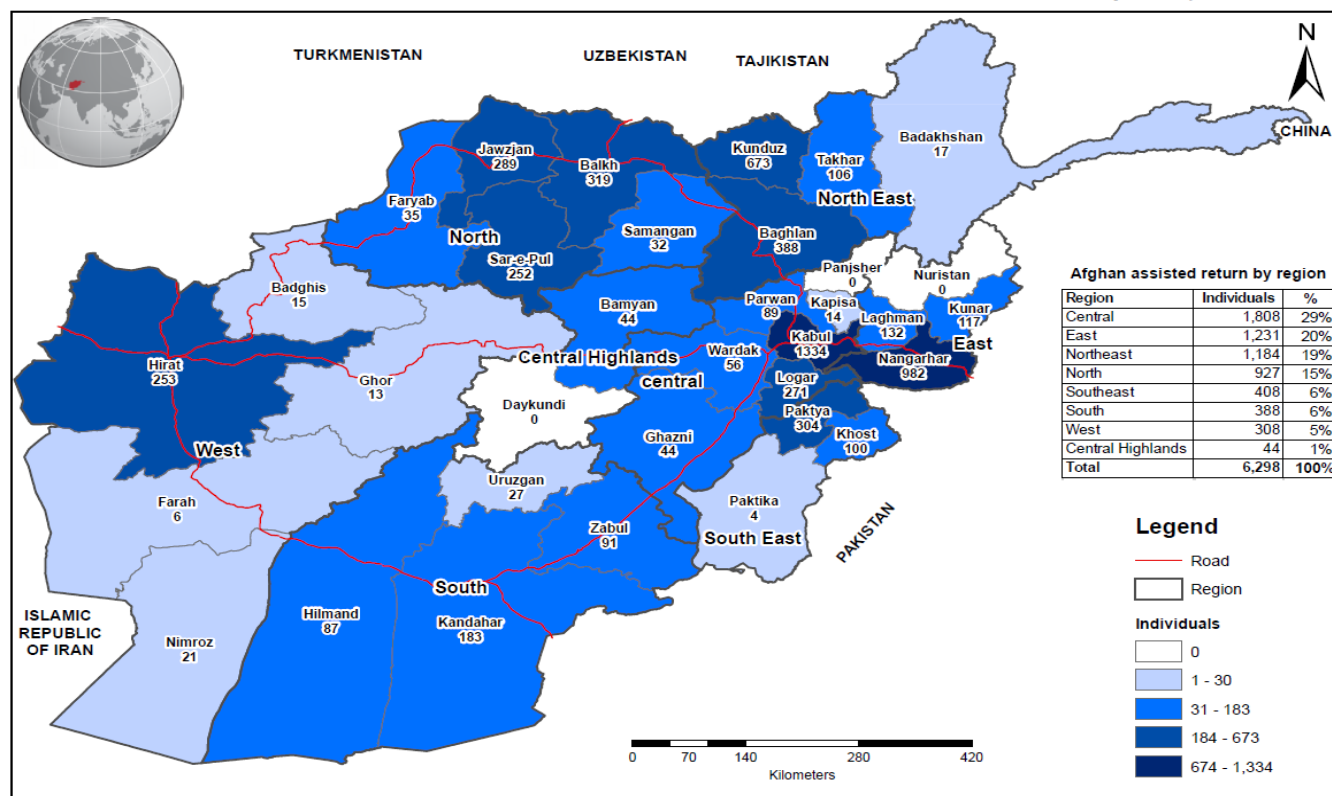 TURKMENISTAN
UZBEKISTAN
TAJIKISTAN
N
CHINA
Badakhshan
17
Jawzjan
289
Balkh
319
Kunduz
673
Takhar
106
North East
Faryab
35
North
Samangan
32
Baghlan
388
Sar-e-Pul
252
Panjsher
0
Nuristan
0
Badghis
15
Bamyan
44
Parwan
89
Kapisa
14
Laghman
132
Kunar
117
East
Hirat
253
Ghor
13
Central Highlands
Wardak
56
Kabul
1334
Nangarhar
982
central
Logar
271
Daykundi
0
Paktya
304
Khost
100
West
Ghazni
44
Uruzgan
27
Farah
6
Paktika
4
South East
Zabul
91
PAKISTAN
South
Hilmand
87
Kandahar
183
Nimroz
21
ISLAMIC
REPUBLIC
OF IRAN
Afghan assisted return by region
Region Individuals %
Central 1,808 29%
East 1,231 20%
Northeast 1,184 19%
North 927 15%
Southeast 408 6%
South 388 6%
West 308 5%
Central Highlands 44 1%
Total 6,298 100%
Legend
Road
Region
Individuals
0
1 - 30
31 - 183
184 - 673
674 - 1,334
0 70 140 280 420
Kilometers